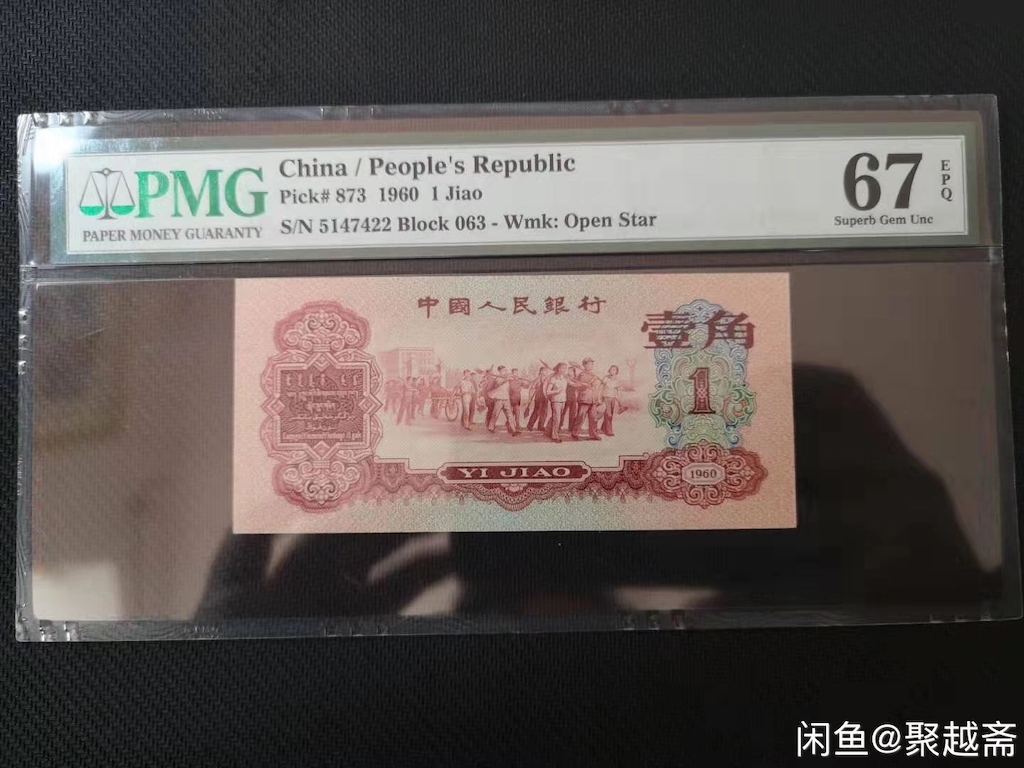 PMG
PAPER MONEY GUARANTY
China / People's Republic
Pick# 873 1960 1 Jiao
S/N 5147422 Block 063 - Wmk: Open Star
67
EPQ
Superb Gem Unc
中國人民銀行
壹角
1
YI JIAO
1960
闲鱼@聚越斋